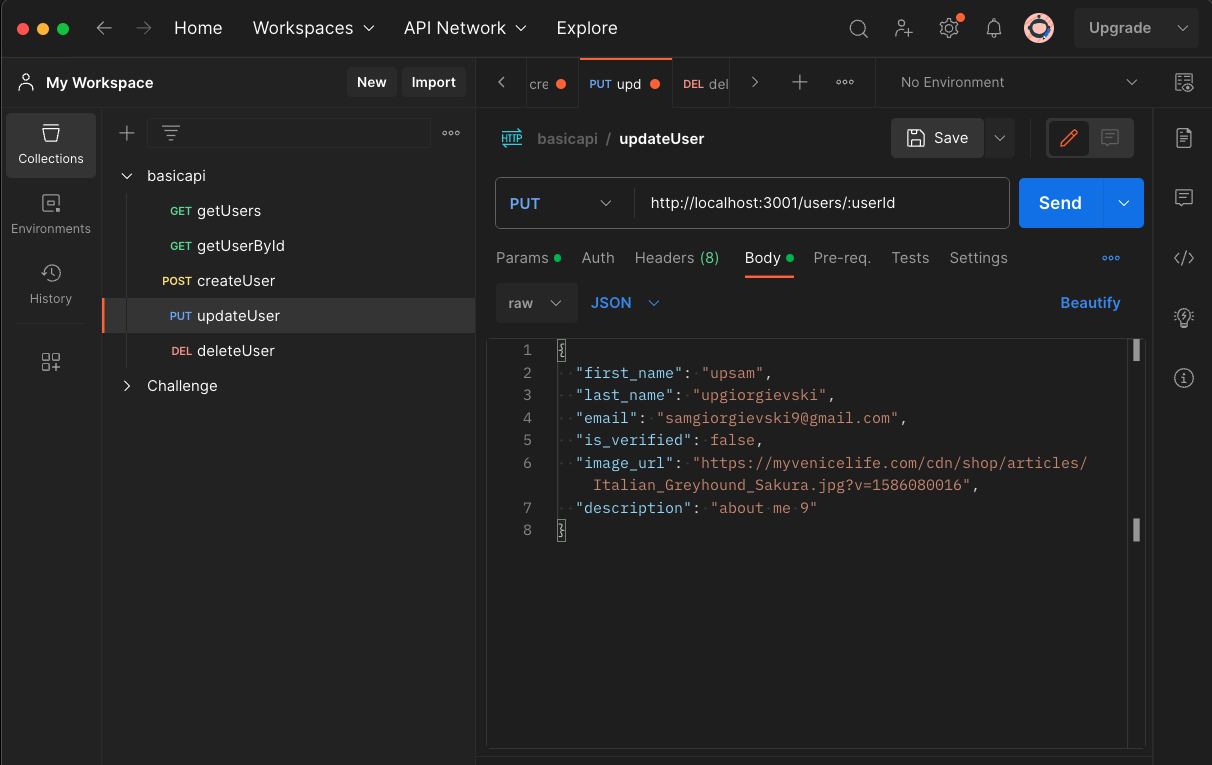 Home Workspaces API Network Explore Upgrade
My Workspace New Import cre PUT upd DEL del No Environment
Collections
Environments
History
basicapi
GET getUsers
GET getUserById
POST createUser
PUT updateUser
DEL deleteUser
Challenge
HTTP basicapi / updateUser Save
PUT http://localhost:3001/users/:userId Send
Params Auth Headers (8) Body Pre-req. Tests Settings
raw JSON Beautify
1 {
2 "first_name": "upsam",
3 "last_name": "upgiorgievski",
4 "email": "samgiorgievski9@gmail.com",
5 "is_verified": false,
6 "image_url": "https://myvenicelife.com/cdn/shop/articles/
Italian_Greyhound_Sakura.jpg?v=1586080016",
7 "description": "about me 9"
8 }